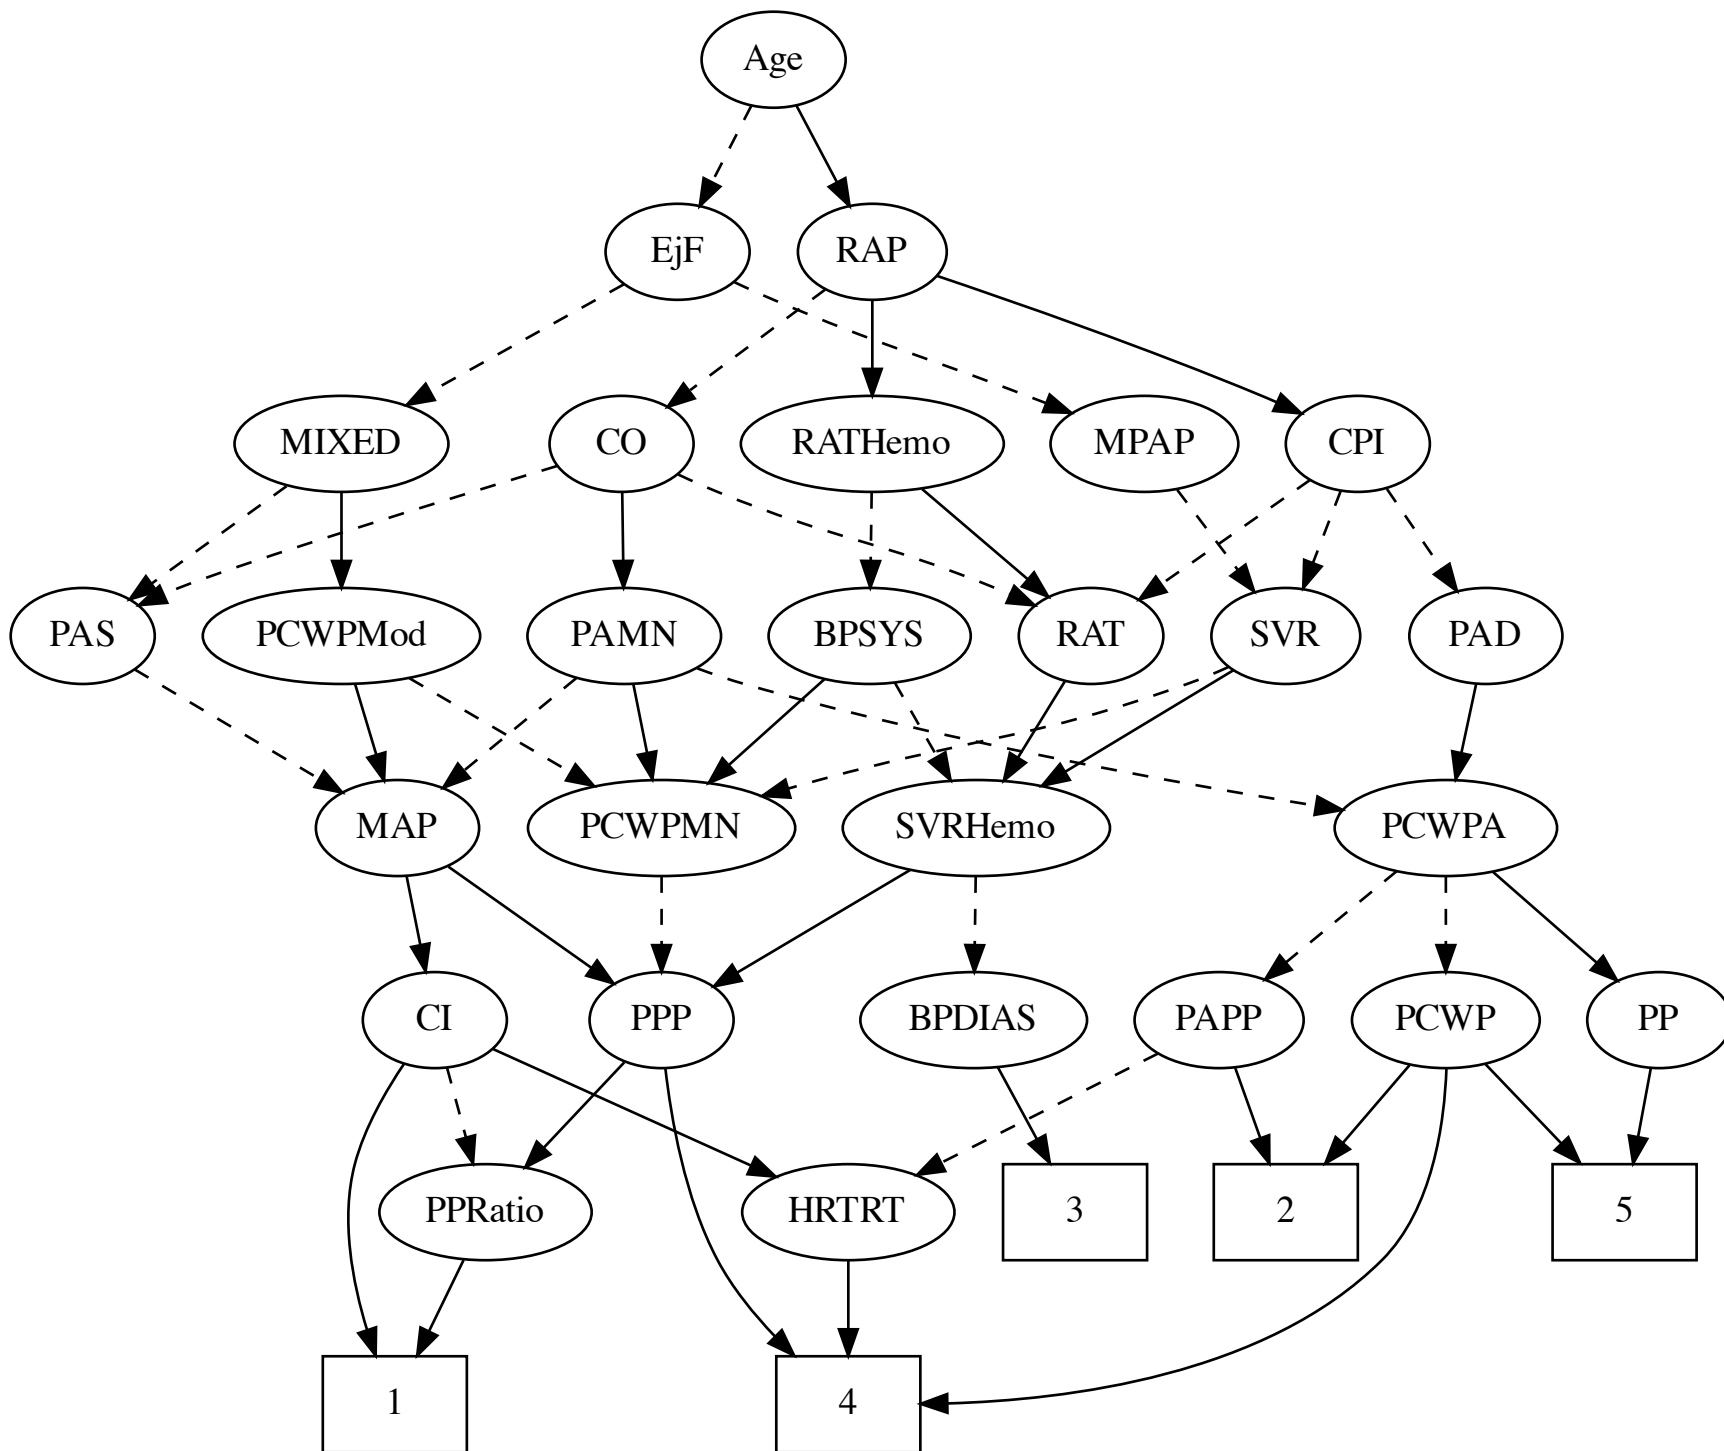 Age
EjF
RAP
MIXED
CO
RATHemo
MPAP
CPI
PAS
PCWPMod
PAMN
BPSYS
RAT
SVR
PAD
MAP
PCWPMN
SVRHemo
PCWPA
CI
PPP
BPDIAS
PAPP
PCWP
PP
PPRatio
HRTRT
3
2
5
1
4